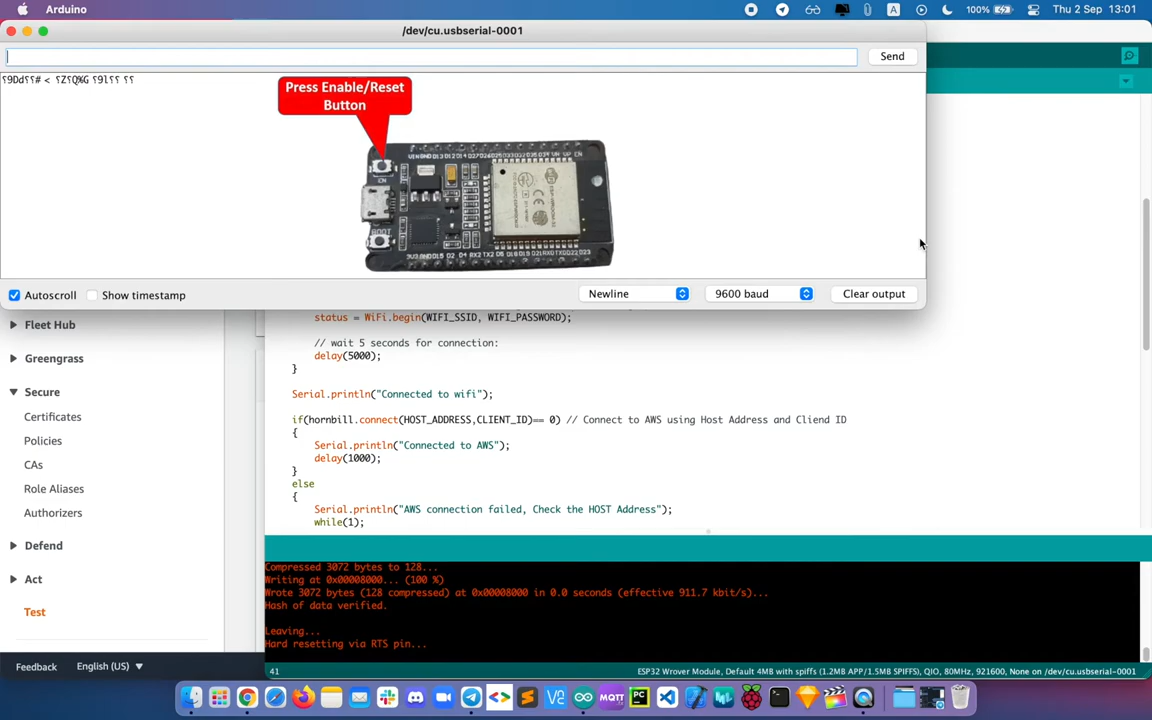 Arduino
100%
Thu 2 Sep 13:01
/dev/cu.usbserial-0001
Send
Press Enable/Reset
Button
EN
BOOT
Autoscroll
Show timestamp
Newline
9600 baud
Clear output
Fleet Hub
Greengrass
Secure
Certificates
Policies
CAs
Role Aliases
Authorizers
Defend
Act
Test
Feedback
English (US)
status = WiFi.begin(WIFI_SSID, WIFI_PASSWORD);
// wait 5 seconds for connection:
delay(5000);
}
Serial.println("Connected to wifi");
if(hornbill.connect(HOST_ADDRESS,CLIENT_ID)== 0) // Connect to AWS using Host Address and Cliend ID
{
Serial.println("Connected to AWS");
delay(1000);
}
else
{
Serial.println("AWS connection failed, Check the HOST Address");
while(1);
Compressed 3072 bytes to 128...
Writing at 0x00008000... (100 %)
Wrote 3072 bytes (128 compressed) at 0x00008000 in 0.0 seconds (effective 911.7 kbit/s)...
Hash of data verified.
Leaving...
Hard resetting via RTS pin...
41
ESP32 Wrover Module, Default 4MB with spiffs (1.2MB APP/1.5MB SPIFFS), QIO, 80MHz, 921600, None on /dev/cu.usbserial-0001